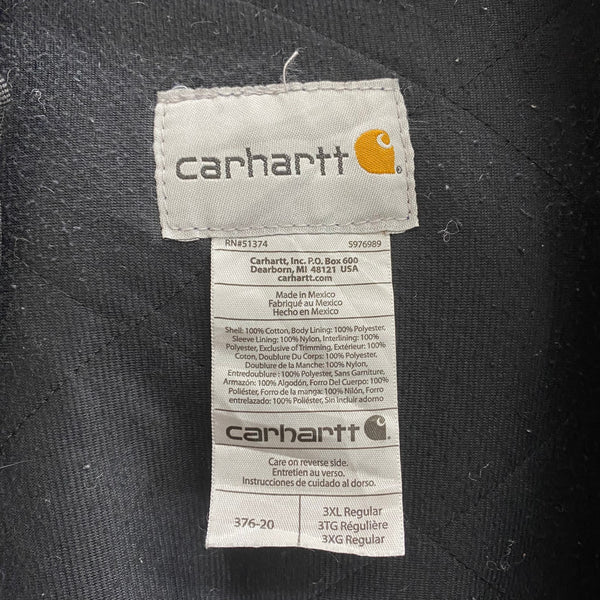 carhartt
RN#51374 S976989
Carhartt, Inc. P.O. Box 600
Dearborn, MI 48121 USA
carhartt.com
Made in Mexico
Fabriqué au Mexico
Hecho en Mexico
Shell: 100% Cotton, Body Lining: 100% Polyester,
Sleeve Lining: 100% Nylon, Interlining: 100%
Polyester, Exclusive of Trimming, Extérieur: 100%
Coton, Doublure Du Corps: 100% Polyester,
Doublure de la Manche: 100% Nylon,
Entredoublure : 100% Polyester, Sans Garniture,
Armazón: 100% Algodón, Forro Del Cuerpo: 100%
Poliéster, Forro de la manga: 100% Nilón, Forro
entrelazado: 100% Poliéster, Sin Incluir adorno
carhartt
Care on reverse side.
Entretien au verso.
Instrucciones de cuidado al dorso.
376-20
3XL Regular
3TG Régulière
3XG Regular